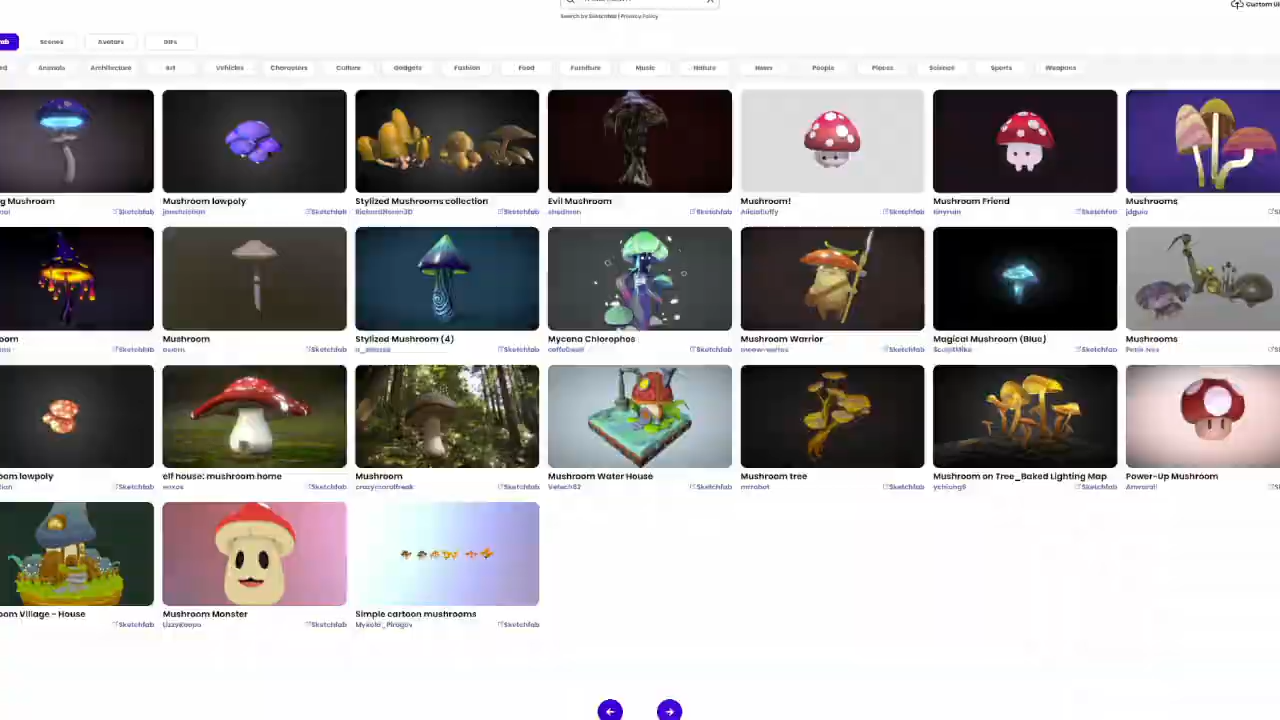 Search by Sketchfab | Privacy Policy
Custom
Scenes
Avatars
GIFs
Animals
Architecture
Art
Vehicles
Characters
Culture
Gadgets
Fashion
Food
Furniture
Music
Nature
News
People
Places
Science
Sports
Weapons
g Mushroom
Mushroom lowpoly
Stylized Mushrooms collection
Evil Mushroom
Mushroom!
Mushroom Friend
Mushrooms
Sketchfab
Sketchfab
Sketchfab
Sketchfab
Sketchfab
tinyman
Sketchfab
jdguia
oom
Mushroom
Stylized Mushroom (4)
Mycena Chlorophos
Mushroom Warrior
Magical Mushroom (Blue)
Mushrooms
Sketchfab
Sketchfab
Sketchfab
Sketchfab
Sketchfab
Sketchfab
oom lowpoly
elf house: mushroom home
Mushroom
Mushroom Water House
Mushroom tree
Mushroom on Tree_Baked Lighting Map
Power-Up Mushroom
Sketchfab
Sketchfab
Sketchfab
Sketchfab
mrrobot
Sketchfab
Sketchfab
oom Village - House
Mushroom Monster
Simple cartoon mushrooms
Sketchfab
Sketchfab
Sketchfab